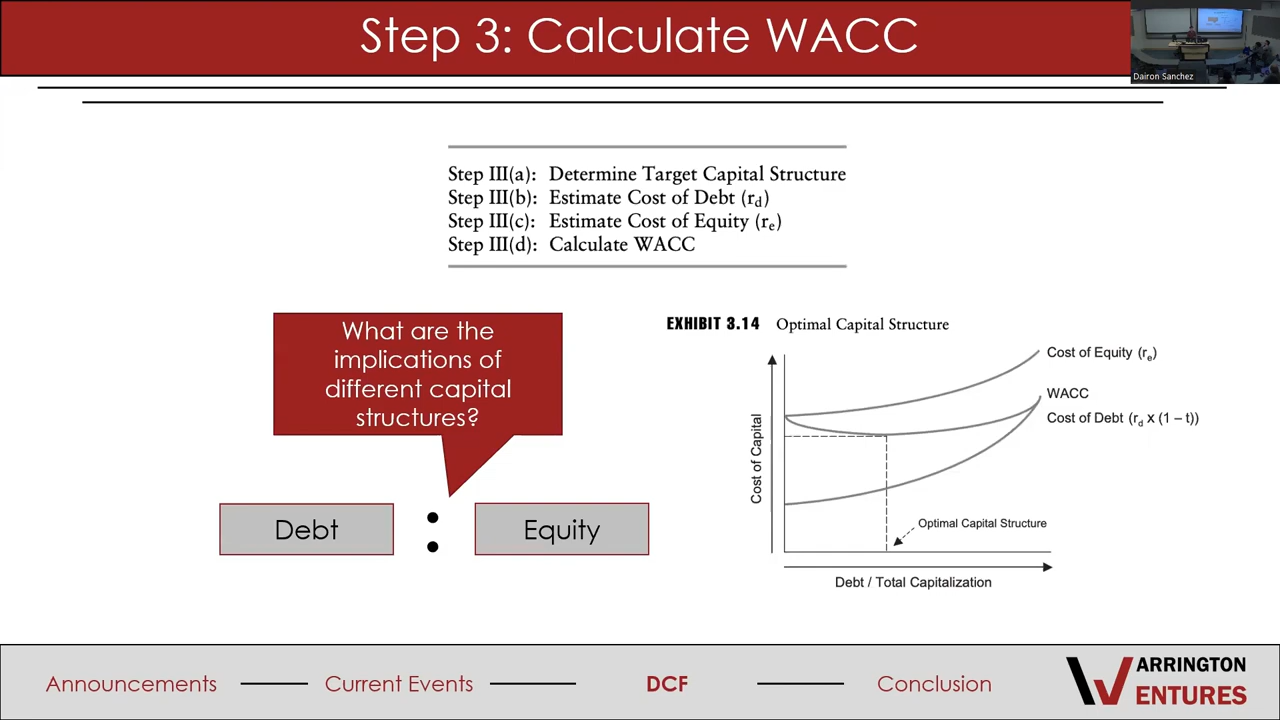 Step 3: Calculate WACC
Dairon Sanchez
Step III(a): Determine Target Capital Structure
Step III(b): Estimate Cost of Debt (rd)
Step III(c): Estimate Cost of Equity (re)
Step III(d): Calculate WACC
What are the
implications of
different capital
structures?
Debt
:
Equity
EXHIBIT 3.14 Optimal Capital Structure
Cost of Equity (re)
WACC
Cost of Debt (rd x (1 – t))
Cost of Capital
Optimal Capital Structure
Debt / Total Capitalization
Announcements
Current Events
DCF
Conclusion
WARRINGTON
VENTURES